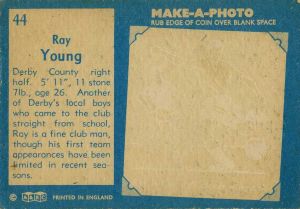 44
Ray
Young
Derby County right
half. 5' 11", 11 stone
7lb., age 26. Another
of Derby's local boys
who came to the club
straight from school,
Ray is a fine club man,
though his first team
appearances have been
limited in recent sea-
sons.
© A&BC PRINTED IN ENGLAND
MAKE-A-PHOTO
RUB EDGE OF COIN OVER BLANK SPACE